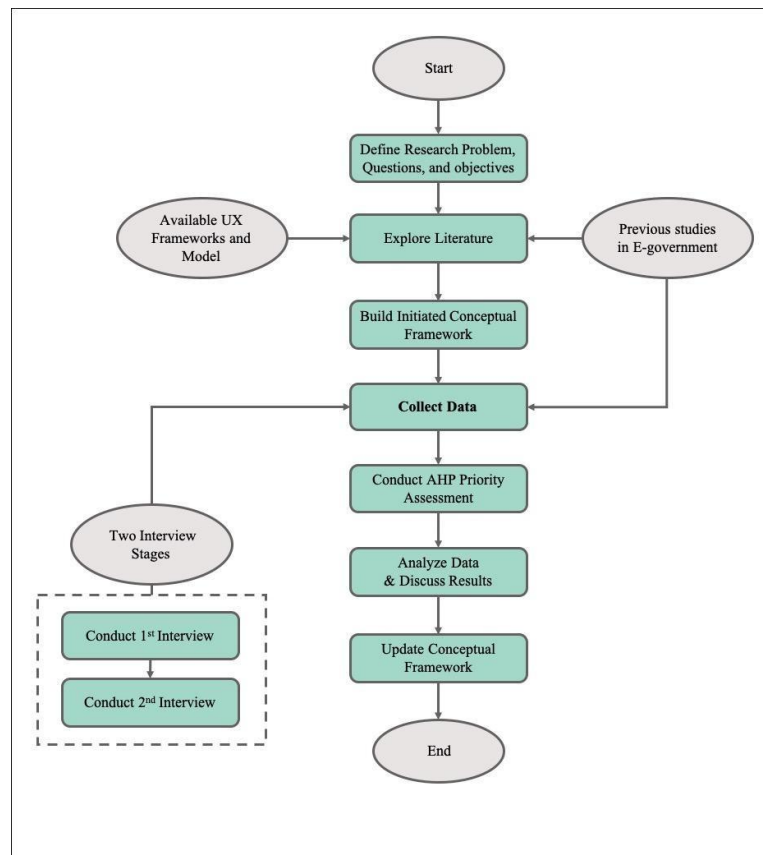 Start
Define Research Problem,
Questions, and objectives
Available UX
Frameworks and
Model
Explore Literature
Previous studies
in E-government
Build Initiated Conceptual
Framework
Collect Data
Conduct AHP Priority
Assessment
Two Interview
Stages
Analyze Data
& Discuss Results
Conduct 1st Interview
Update Conceptual
Framework
Conduct 2nd Interview
End